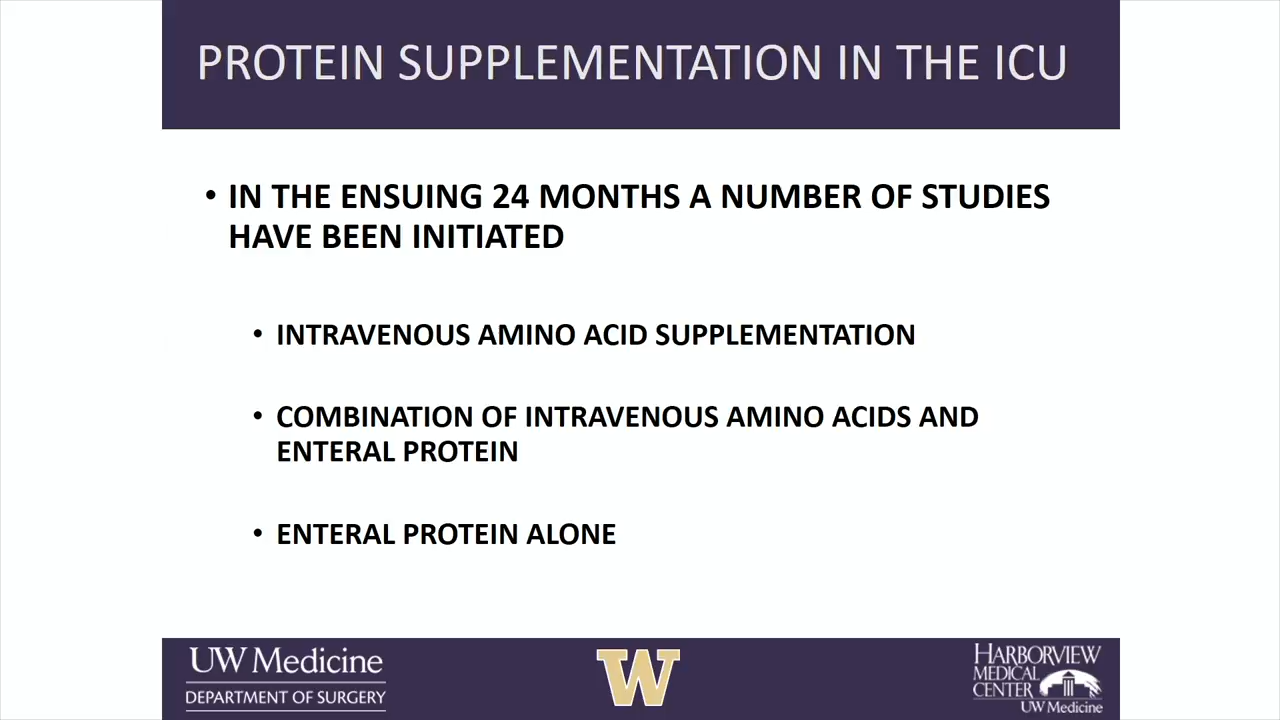 PROTEIN SUPPLEMENTATION IN THE ICU
• IN THE ENSUING 24 MONTHS A NUMBER OF STUDIES
HAVE BEEN INITIATED
• INTRAVENOUS AMINO ACID SUPPLEMENTATION
• COMBINATION OF INTRAVENOUS AMINO ACIDS AND
ENTERAL PROTEIN
• ENTERAL PROTEIN ALONE
UW Medicine
DEPARTMENT OF SURGERY
W
HARBORVIEW
MEDICAL
CENTER
UW Medicine